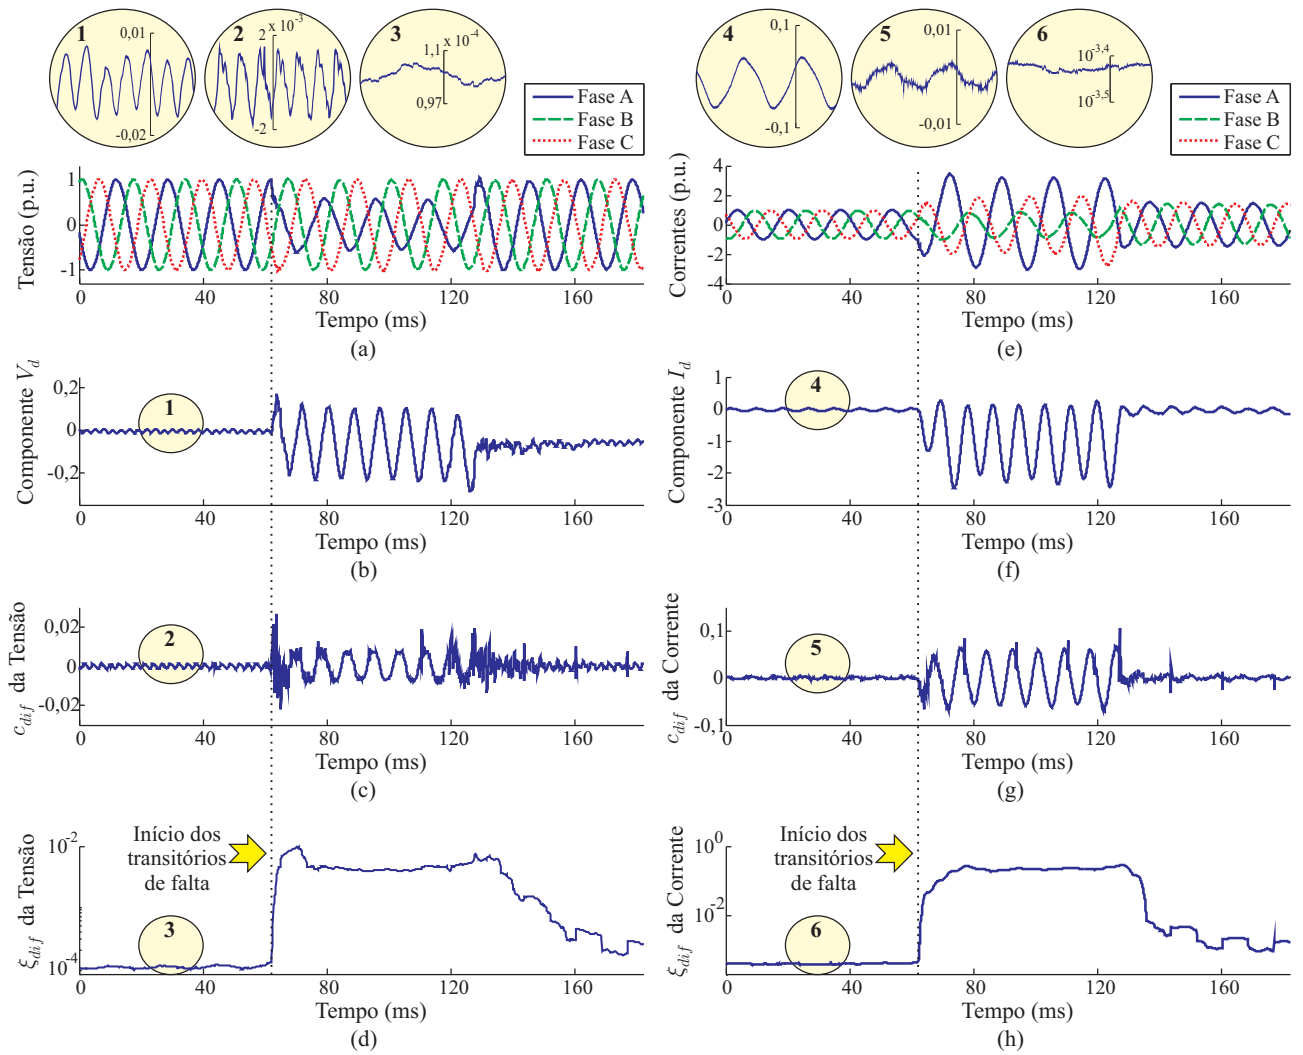 1
0,01
-0,02
2
2 x 10⁻³
-2
3
1,1 x 10⁻⁴
0,97
Fase A
Fase B
Fase C
Tensão (p.u.)
1
0
-1
0 40 80 120 160
Tempo (ms)
(a)
Componente V_d
0,2
0
-0,2
1
0 40 80 120 160
Tempo (ms)
(b)
c_dif da Tensão
0,02
0
-0,02
2
0 40 80 120 160
Tempo (ms)
(c)
ξ_dif da Tensão
10⁻²
10⁻⁴
Início dos
transitórios
de falta
3
0 40 80 120 160
Tempo (ms)
(d)
4
0,1
-0,1
5
0,01
-0,01
6
10⁻³,⁴
10⁻³,⁵
Fase A
Fase B
Fase C
Correntes (p.u.)
4
2
0
-2
-4
0 40 80 120 160
Tempo (ms)
(e)
Componente I_d
1
0
-1
-2
-3
4
0 40 80 120 160
Tempo (ms)
(f)
c_dif da Corrente
0,1
0
-0,1
5
0 40 80 120 160
Tempo (ms)
(g)
ξ_dif da Corrente
10⁰
10⁻²
Início dos
transitórios
de falta
6
0 40 80 120 160
Tempo (ms)
(h)